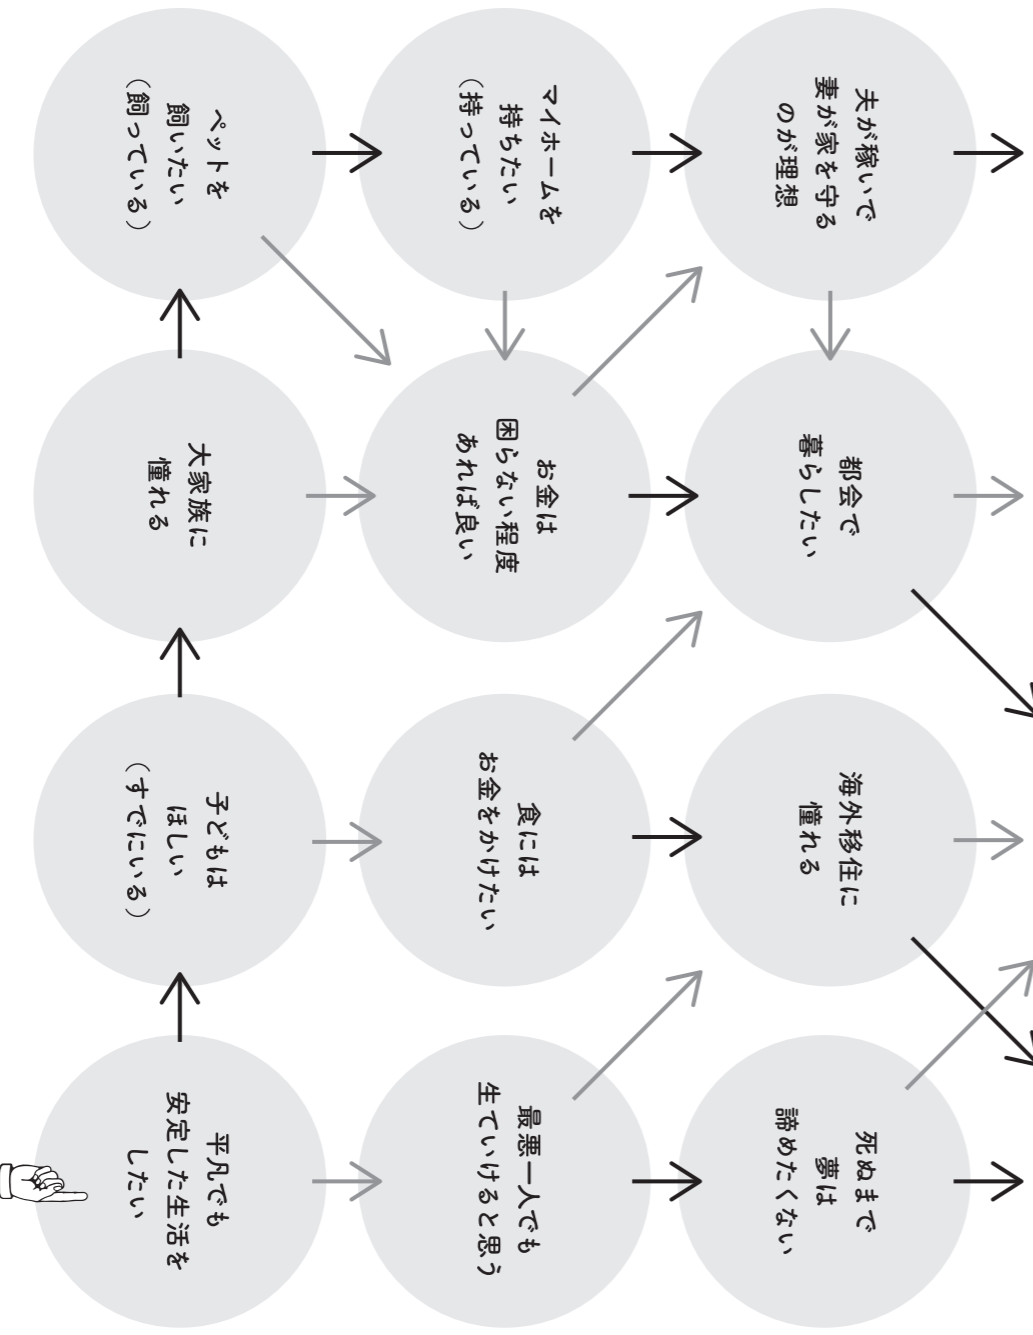 平凡でも
安定した生活を
したい
子どもは
ほしい
（すでにいる）
大家族に
憧れる
ペットを
飼いたい
（飼っている）
最悪一人でも
生ていけると思う
食には
お金をかけたい
お金は
困らない程度
あれば良い
マイホームを
持ちたい
（持っている）
死ぬまで
夢は
諦めたくない
海外移住に
憧れる
都会で
暮らしたい
夫が稼いで
妻が家を守る
のが理想